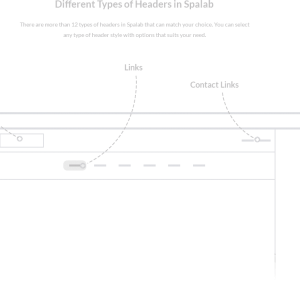 Different Types of Headers in Spalab
There are more than 12 types of headers in Spalab that can match your choice. You can select
any type of header style with options that suits your need.
Links
Contact Links